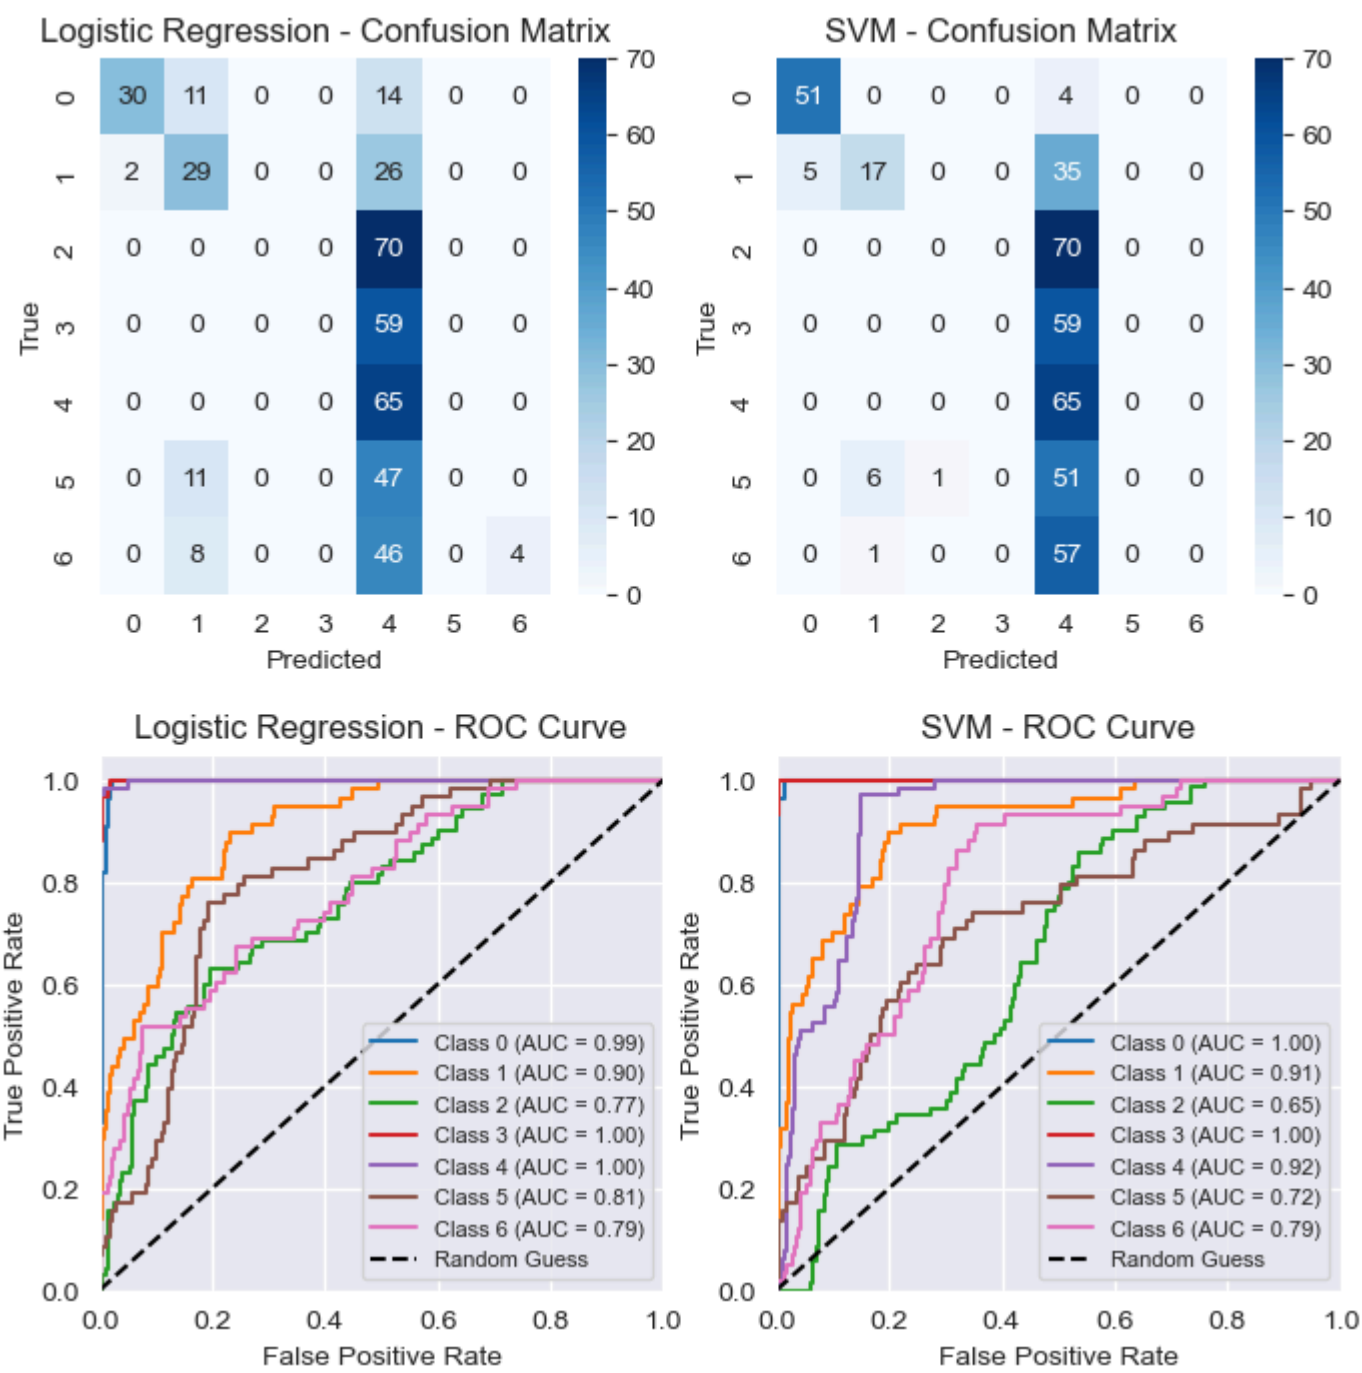 Logistic Regression - Confusion Matrix
0 30 11 0 0 14 0 0
1 2 29 0 0 26 0 0
2 0 0 0 0 70 0 0
3 0 0 0 0 59 0 0
4 0 0 0 0 65 0 0
5 0 11 0 0 47 0 0
6 0 8 0 0 46 0 4
True
0 1 2 3 4 5 6
Predicted
70
60
50
40
30
20
10
0
SVM - Confusion Matrix
0 51 0 0 0 4 0 0
1 5 17 0 0 35 0 0
2 0 0 0 0 70 0 0
3 0 0 0 0 59 0 0
4 0 0 0 0 65 0 0
5 0 6 1 0 51 0 0
6 0 1 0 0 57 0 0
True
0 1 2 3 4 5 6
Predicted
70
60
50
40
30
20
10
0
Logistic Regression - ROC Curve
1.0
0.8
0.6
0.4
0.2
0.0
True Positive Rate
Class 0 (AUC = 0.99)
Class 1 (AUC = 0.90)
Class 2 (AUC = 0.77)
Class 3 (AUC = 1.00)
Class 4 (AUC = 1.00)
Class 5 (AUC = 0.81)
Class 6 (AUC = 0.79)
Random Guess
0.0 0.2 0.4 0.6 0.8 1.0
False Positive Rate
SVM - ROC Curve
1.0
0.8
0.6
0.4
0.2
0.0
True Positive Rate
Class 0 (AUC = 1.00)
Class 1 (AUC = 0.91)
Class 2 (AUC = 0.65)
Class 3 (AUC = 1.00)
Class 4 (AUC = 0.92)
Class 5 (AUC = 0.72)
Class 6 (AUC = 0.79)
Random Guess
0.0 0.2 0.4 0.6 0.8 1.0
False Positive Rate